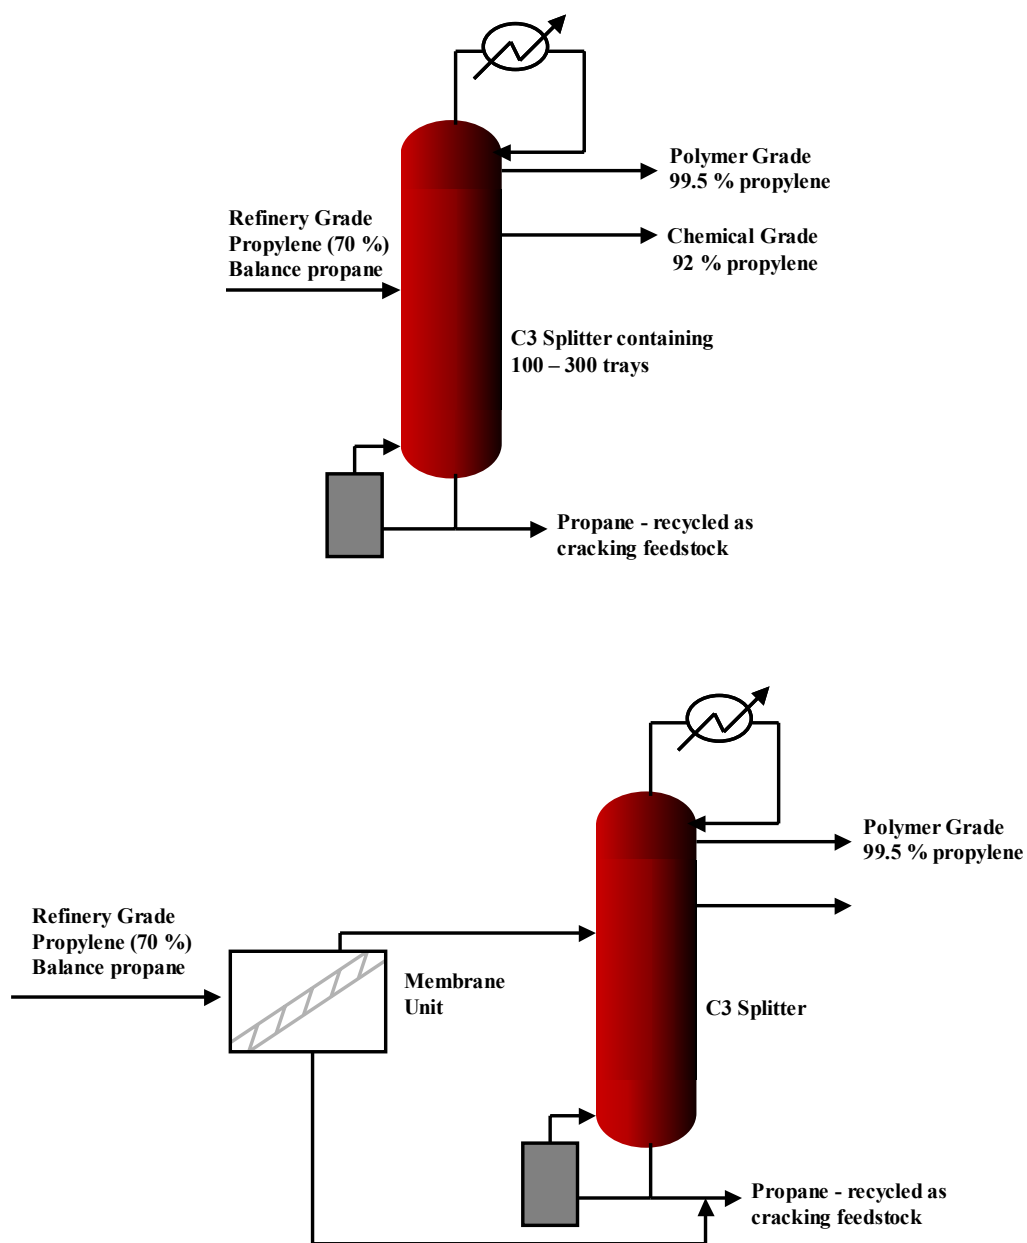 Polymer Grade
99.5 % propylene
Refinery Grade
Propylene (70 %)
Balance propane
Chemical Grade
92 % propylene
C3 Splitter containing
100 – 300 trays
Propane - recycled as
cracking feedstock
Polymer Grade
99.5 % propylene
Refinery Grade
Propylene (70 %)
Balance propane
Membrane
Unit
C3 Splitter
Propane - recycled as
cracking feedstock